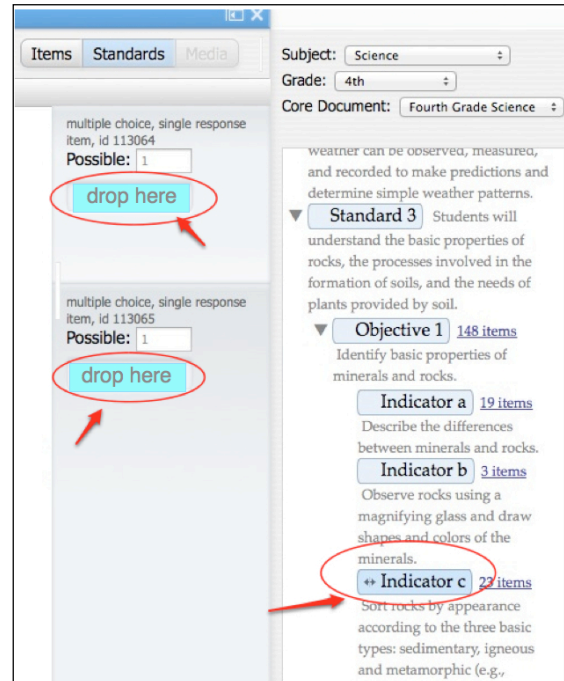 Items Standards Media
multiple choice, single response
item, id 113064
Possible: 1
drop here
multiple choice, single response
item, id 113065
Possible: 1
drop here
Subject: Science
Grade: 4th
Core Document: Fourth Grade Science
weather can be observed, measured,
and recorded to make predictions and
determine simple weather patterns.
Standard 3 Students will
understand the basic properties of
rocks, the processes involved in the
formation of soils, and the needs of
plants provided by soil.
Objective 1 148 items
Identify basic properties of
minerals and rocks.
Indicator a 19 items
Describe the differences
between minerals and rocks.
Indicator b 3 items
Observe rocks using a
magnifying glass and draw
shapes and colors of the
minerals.
Indicator c 23 items
Sort rocks by appearance
according to the three basic
types: sedimentary, igneous
and metamorphic (e.g.,